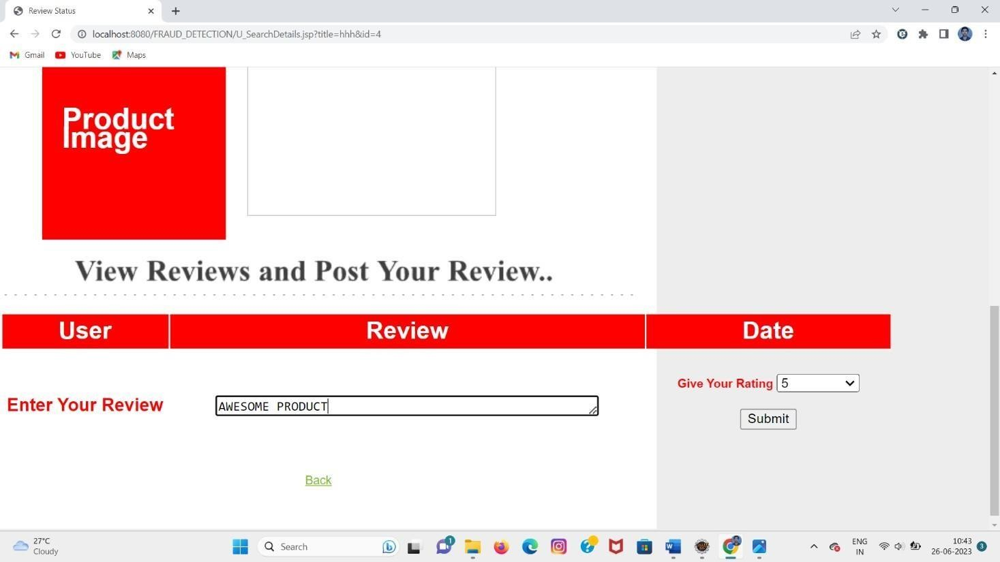 Review Status
localhost:8080/FRAUD_DETECTION/U_SearchDetails.jsp?title=hhh&id=4
Gmail YouTube Maps
Product
Image
View Reviews and Post Your Review..
User Review Date
Give Your Rating 5
Enter Your Review AWESOME PRODUCT
Submit
Back
27°C
Cloudy
Search
1
ENG
IN
10:43
26-06-2023
3